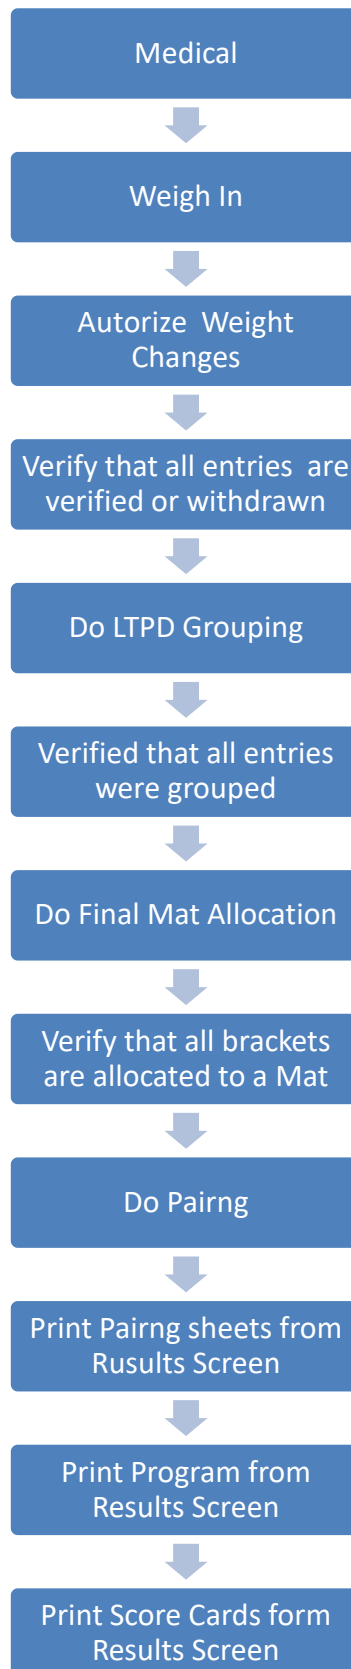 Medical
Weigh In
Autorize  Weight
Changes
Verify that all entries  are
verified or withdrawn
Do LTPD Grouping
Verified that all entries
were grouped
Do Final Mat Allocation
Verify that all brackets
are allocated to a Mat
Do Pairng
Print Pairng sheets from
Rusults Screen
Print Program from
Results Screen
Print Score Cards form
Results Screen